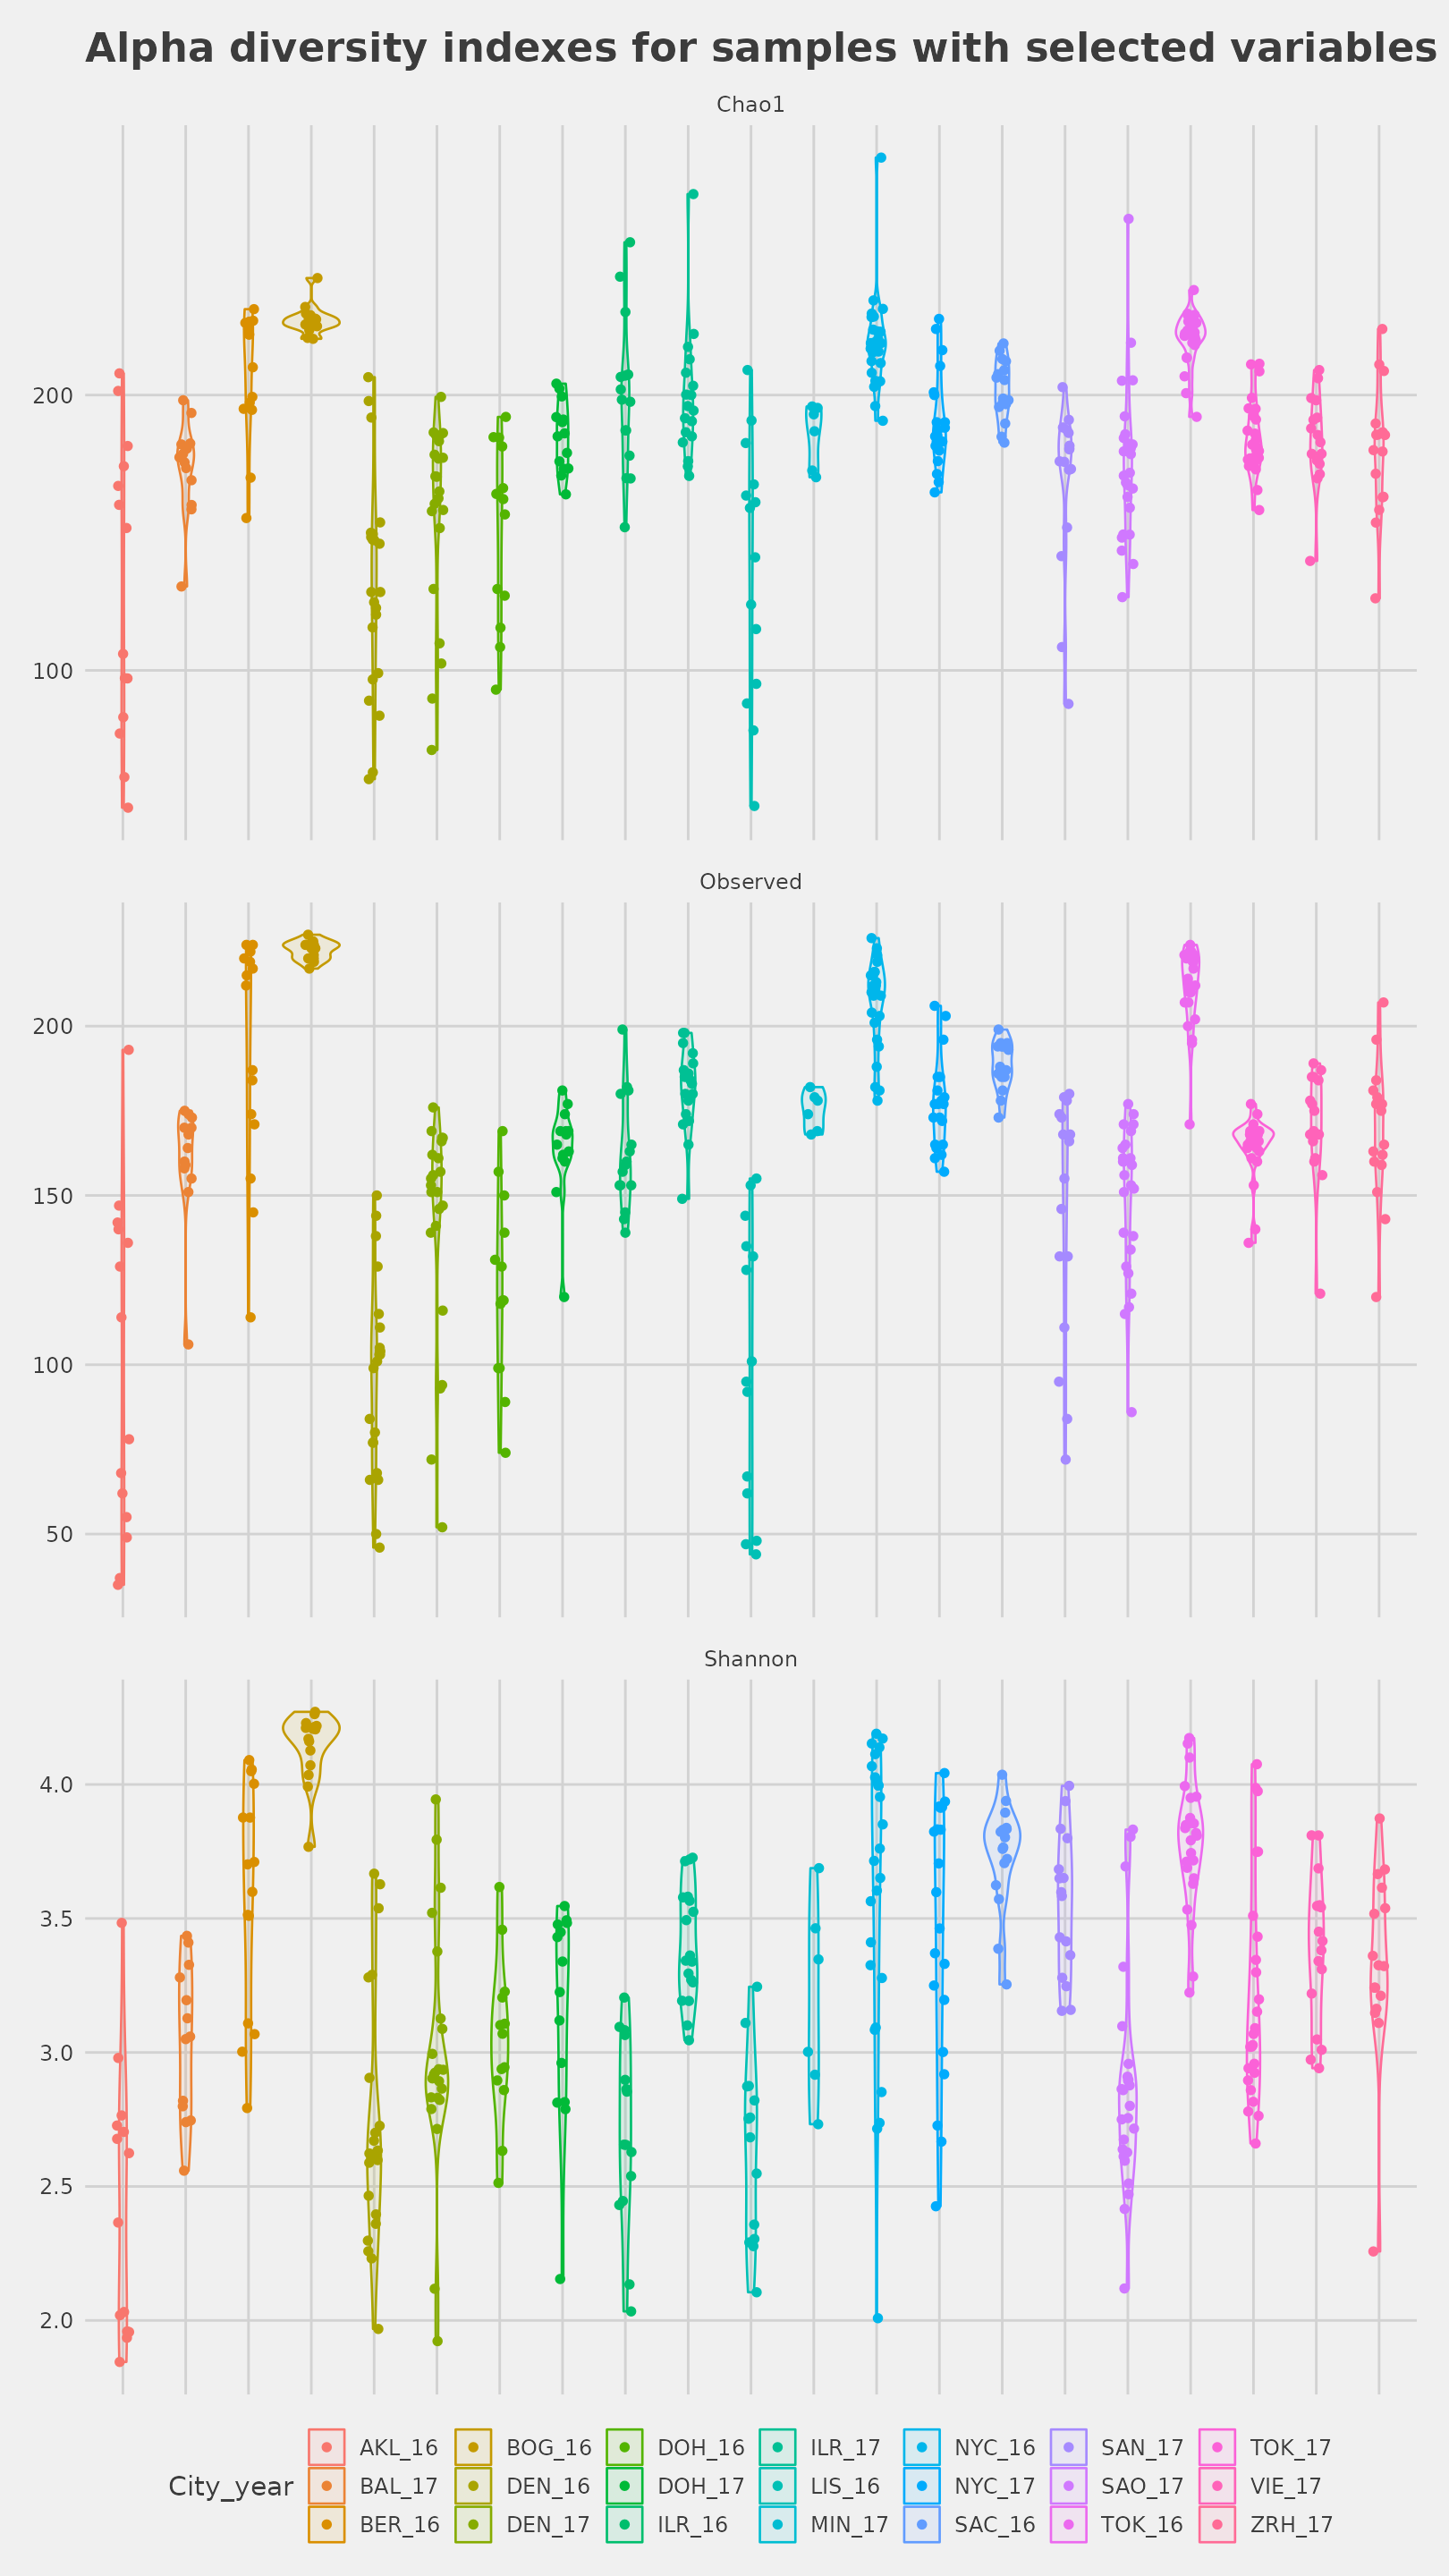 Alpha diversity indexes for samples with selected variables
Chao1
200
100
Observed
200
150
100
50
Shannon
4.0
3.5
3.0
2.5
2.0
City_year
AKL_16 BOG_16 DOH_16 ILR_17 NYC_16 SAN_17 TOK_17
BAL_17 DEN_16 DOH_17 LIS_16 NYC_17 SAO_17 VIE_17
BER_16 DEN_17 ILR_16 MIN_17 SAC_16 TOK_16 ZRH_17